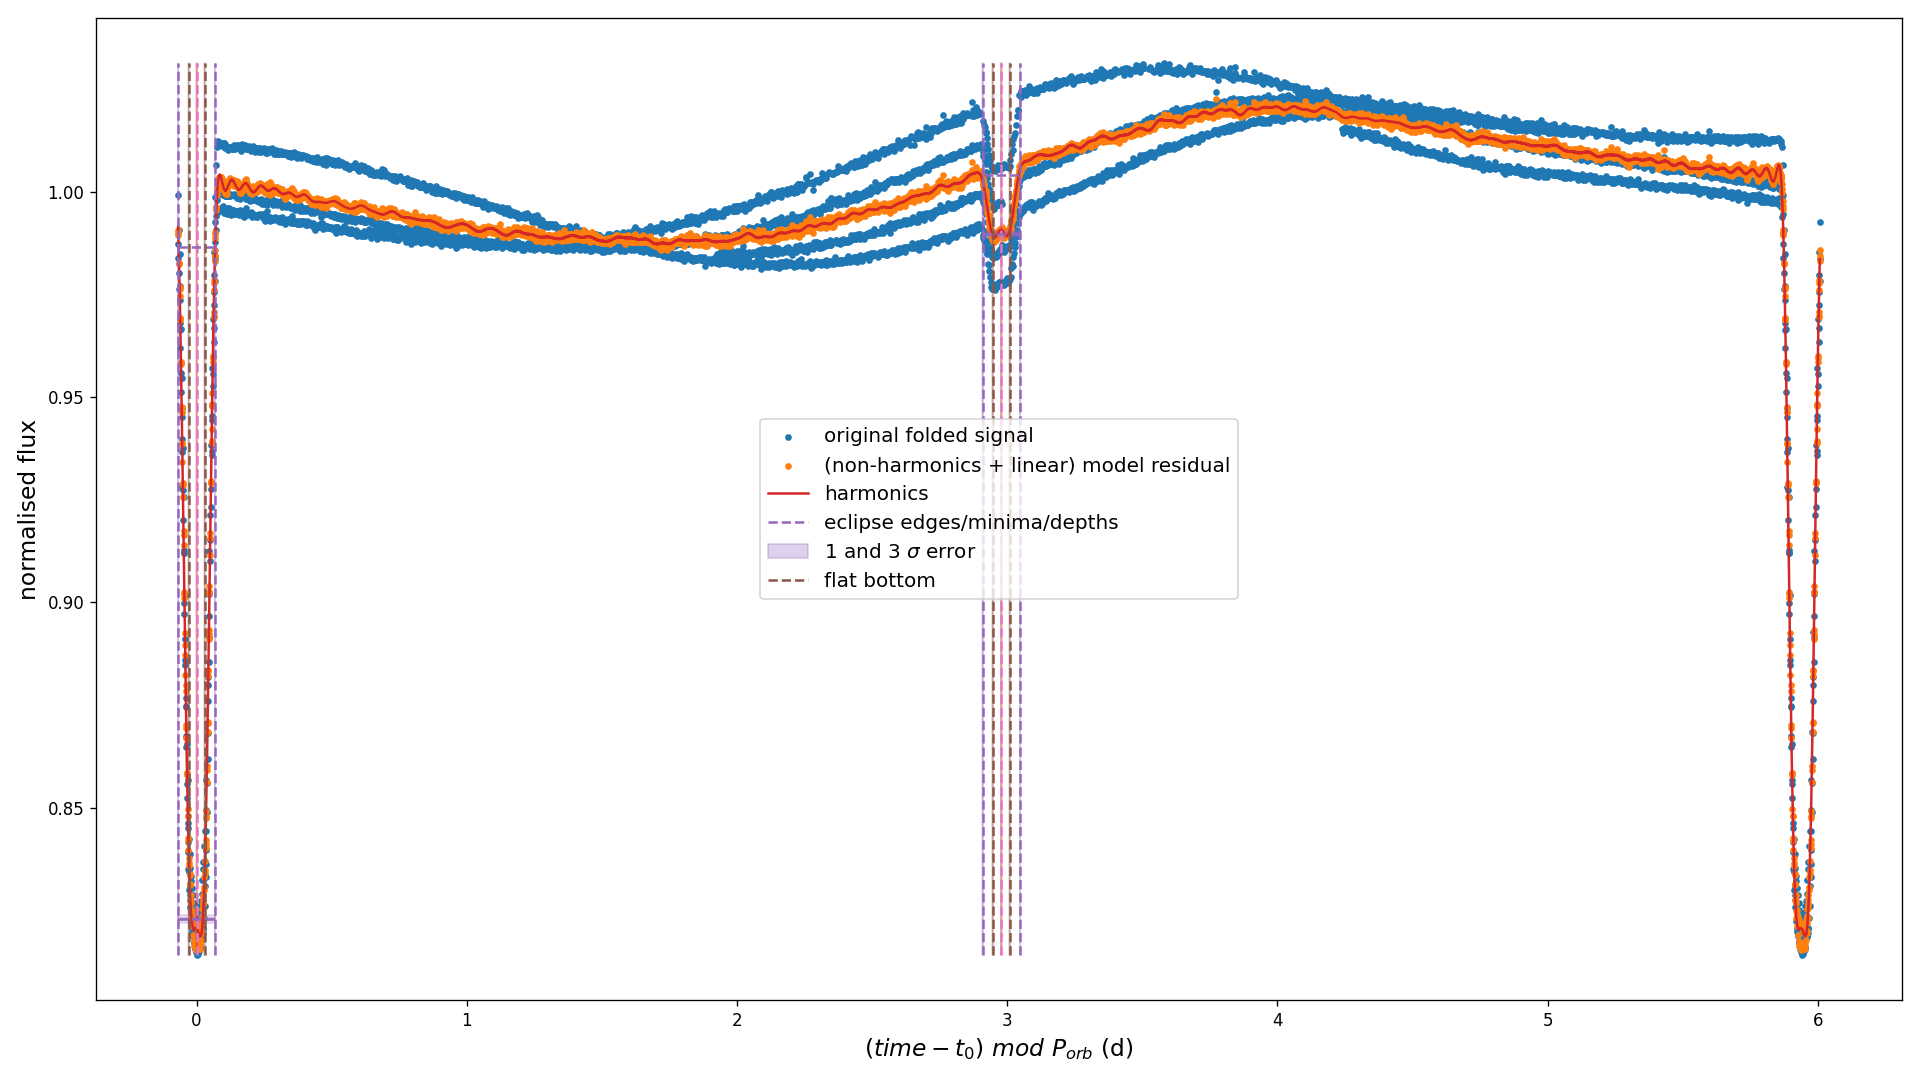 normalised flux
1.00
0.95
0.90
0.85
original folded signal
(non-harmonics + linear) model residual
harmonics
eclipse edges/minima/depths
1 and 3 σ error
flat bottom
0 1 2 3 4 5 6
(time − t₀) mod Pₒᵣb (d)